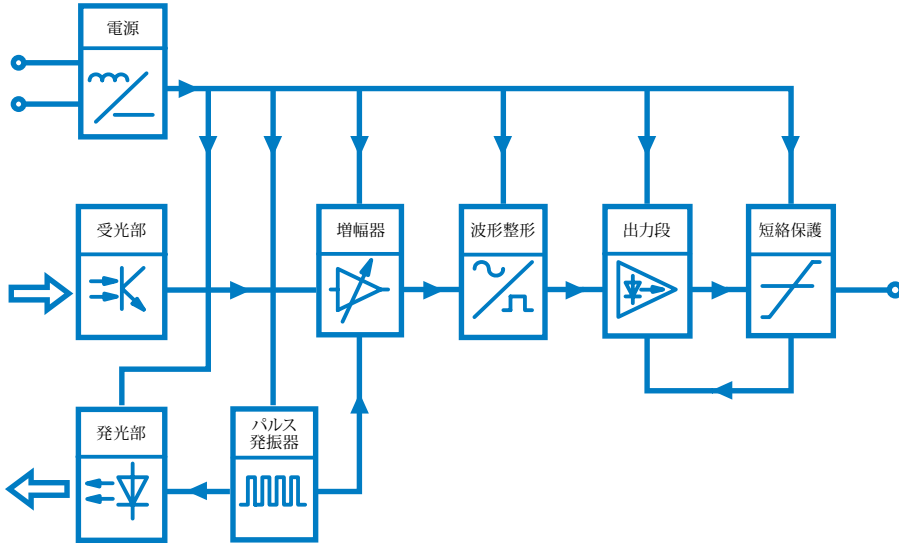 電源
受光部
増幅器
波形整形
出力段
短絡保護
発光部
パルス
発振器